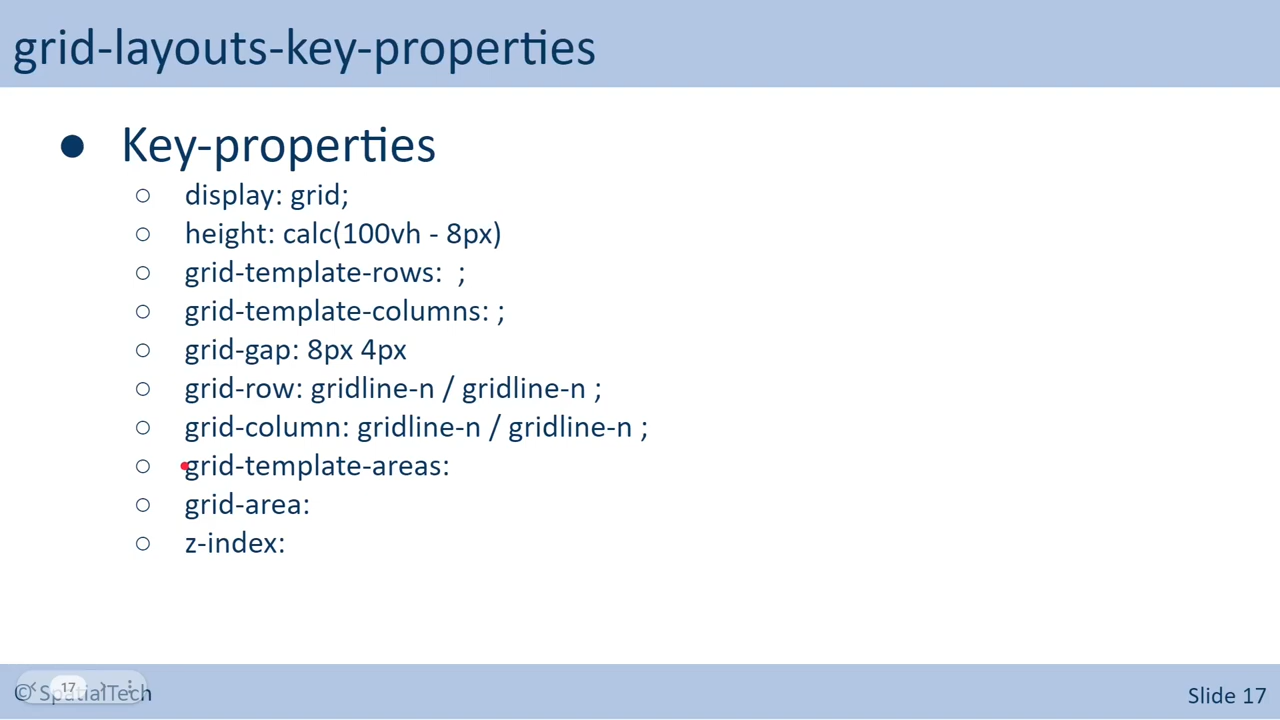 grid-layouts-key-properties
● Key-properties
○ display: grid;
○ height: calc(100vh - 8px)
○ grid-template-rows:  ;
○ grid-template-columns: ;
○ grid-gap: 8px 4px
○ grid-row: gridline-n / gridline-n ;
○ grid-column: gridline-n / gridline-n ;
○ grid-template-areas:
○ grid-area:
○ z-index:
© SpatialTech
17
Slide 17